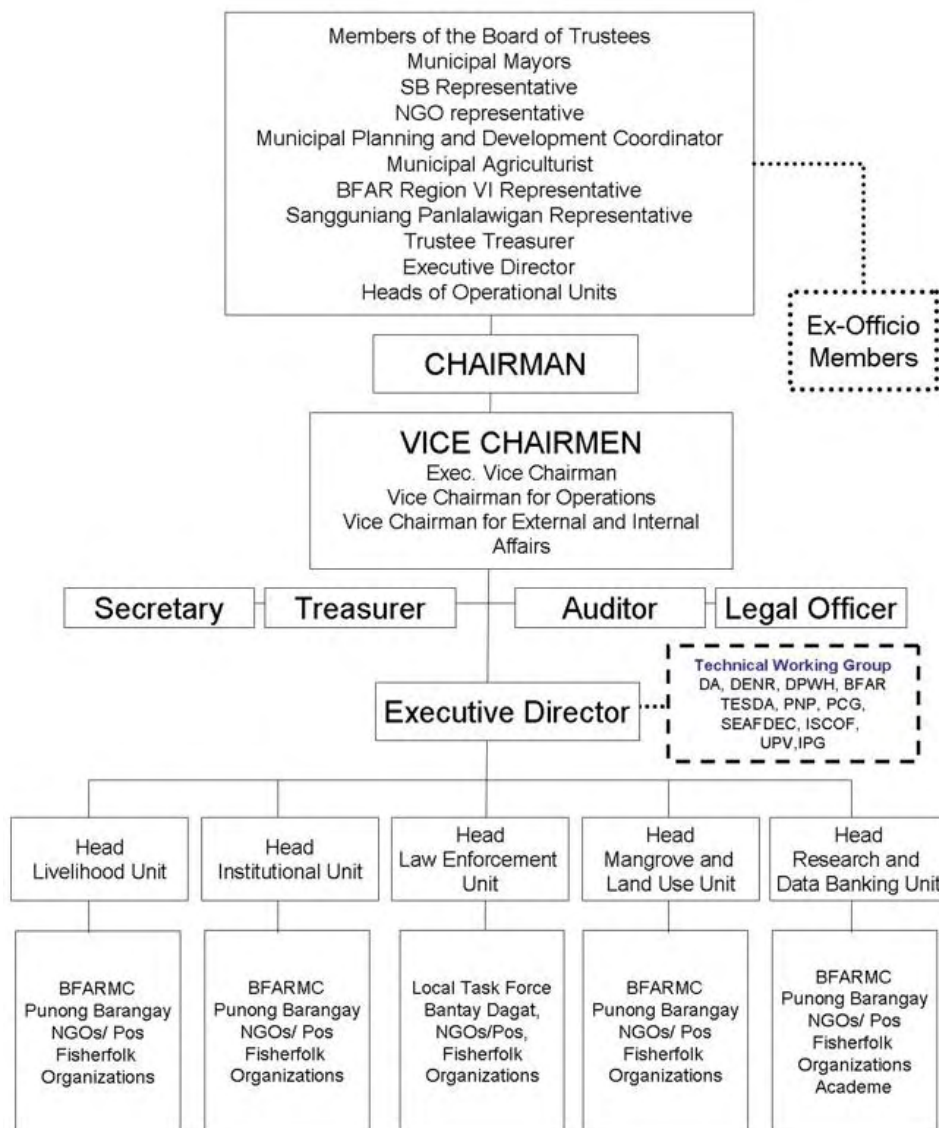 Members of the Board of Trustees
Municipal Mayors
SB Representative
NGO representative
Municipal Planning and Development Coordinator
Municipal Agriculturist
BFAR Region VI Representative
Sangguniang Panlalawigan Representative
Trustee Treasurer
Executive Director
Heads of Operational Units
Ex-Officio
Members
CHAIRMAN
VICE CHAIRMEN
Exec. Vice Chairman
Vice Chairman for Operations
Vice Chairman for External and Internal
Affairs
Secretary
Treasurer
Auditor
Legal Officer
Executive Director
Technical Working Group
DA, DENR, DPWH, BFAR
TESDA, PNP, PCG,
SEAFDEC, ISCOF,
UPV,IPG
Head
Livelihood Unit
Head
Institutional Unit
Head
Law Enforcement
Unit
Head
Mangrove and
Land Use Unit
Head
Research and
Data Banking Unit
BFARMC
Punong Barangay
NGOs/ Pos
Fisherfolk
Organizations
BFARMC
Punong Barangay
NGOs/ Pos
Fisherfolk
Organizations
Local Task Force
Bantay Dagat,
NGOs/Pos,
Fisherfolk
Organizations
BFARMC
Punong Barangay
NGOs/ Pos
Fisherfolk
Organizations
BFARMC
Punong Barangay
NGOs/ Pos
Fisherfolk
Organizations
Academe